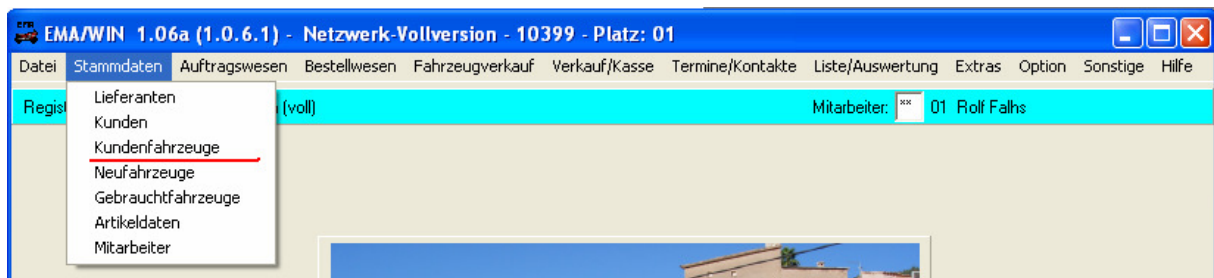 EMA/WIN 1.06a (1.0.6.1) - Netzwerk-Vollversion - 10399 - Platz: 01
Datei Stammdaten Auftragswesen Bestellwesen Fahrzeugverkauf Verkauf/Kasse Termine/Kontakte Liste/Auswertung Extras Option Sonstige Hilfe
(voll) Mitarbeiter: ** 01 Rolf Falhs
Lieferanten
Kunden
Kundenfahrzeuge
Neufahrzeuge
Gebrauchtfahrzeuge
Artikeldaten
Mitarbeiter